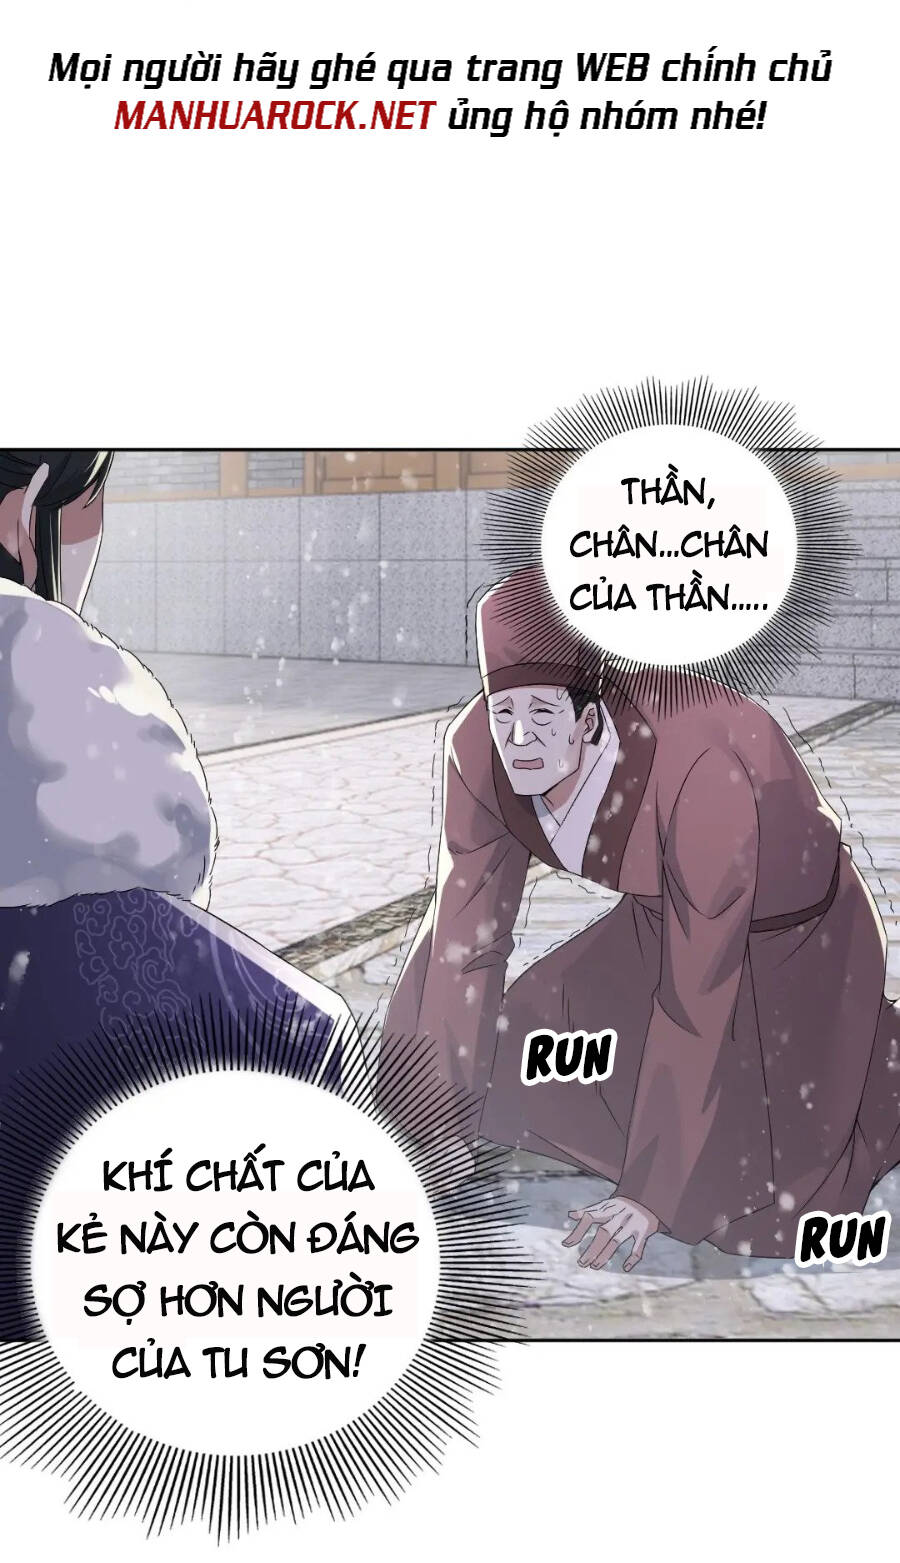 Mọi người hãy ghé qua trang WEB chính chủ
MANHUAROCK.NET ủng hộ nhóm nhé!
THẦN,
CHÂN...CHÂN
CỦA THẦN.....
RUN
RUN
KHÍ CHẤT CỦA
KẺ NÀY CÒN ĐÁNG
SỢ HƠN NGƯỜI
CỦA TU SƠN!